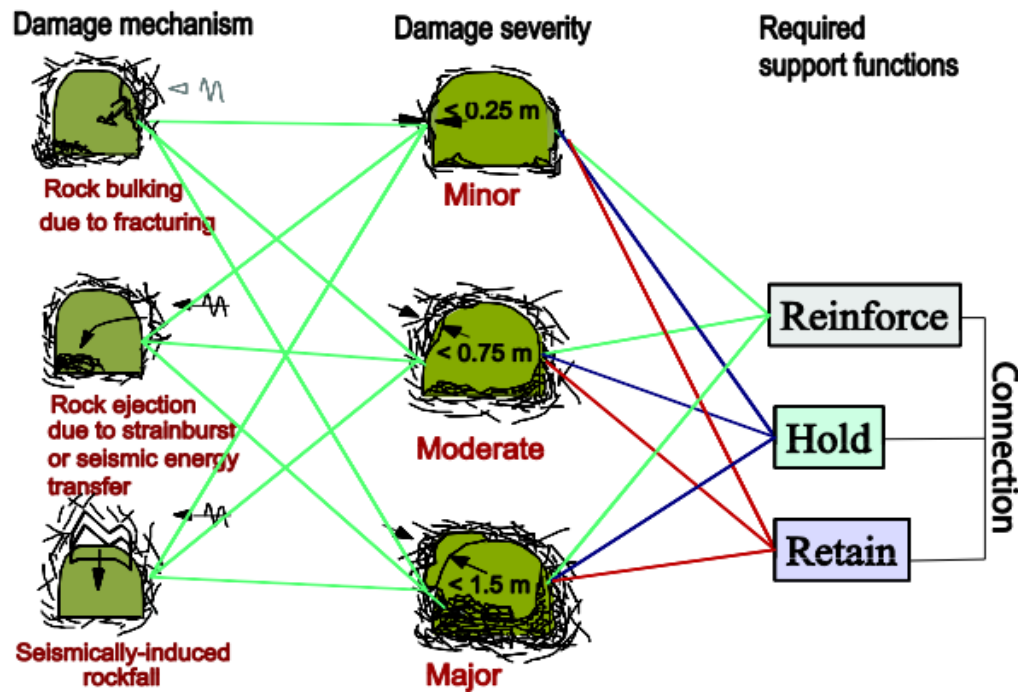 Damage mechanism
Damage severity
Required
support functions
< 0.25 m
Rock bulking
due to fracturing
Minor
Reinforce
< 0.75 m
Rock ejection
due to strainburst
or seismic energy
transfer
Moderate
Hold
Connection
Retain
< 1.5 m
Seismically-induced
rockfall
Major